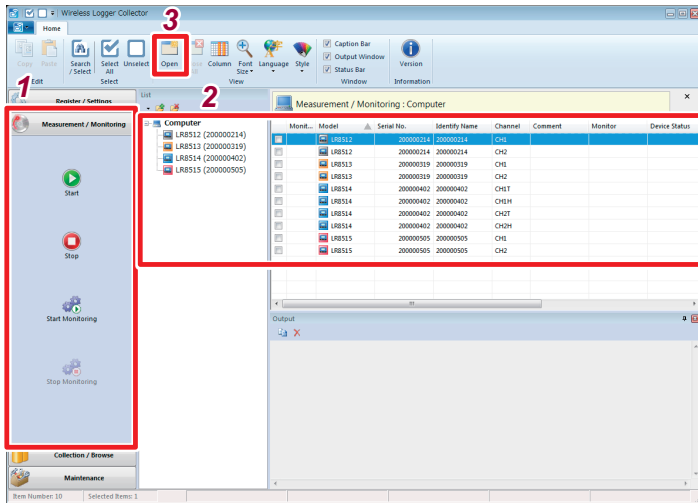 Wireless Logger Collector
Home
3
Copy
Paste
Search / Select
Select All
Unselect
Open
Column
Font Size
Language
Style
Caption Bar
Output Window
Status Bar
Version
Edit
Select
View
Window
Information
1
2
Register / Settings
List
Measurement / Monitoring : Computer
Measurement / Monitoring
Start
Stop
Start Monitoring
Stop Monitoring
Computer
LR8512 (200000214)
LR8513 (200000319)
LR8514 (200000402)
LR8515 (200000505)
Monit... Model Serial No. Identify Name Channel Comment Monitor Device Status
LR8512 200000214 200000214 CH1
LR8512 200000214 200000214 CH2
LR8513 200000319 200000319 CH1
LR8513 200000319 200000319 CH2
LR8514 200000402 200000402 CH1T
LR8514 200000402 200000402 CH1H
LR8514 200000402 200000402 CH2T
LR8514 200000402 200000402 CH2H
LR8515 200000505 200000505 CH1
LR8515 200000505 200000505 CH2
Output
Collection / Browse
Maintenance
Item Number: 10 Selected Items: 1